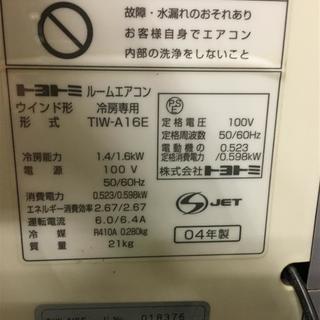 故障・水漏れのおそれあり
お客様自身でエアコン
内部の洗浄をしないで
トヨトミ ルームエアコン
ウインド形 冷房専用
形 式 TIW-A16E
冷房能力 1.4/1.6kW
電 源 100 V
50/60Hz
消費電力 0.523/0.598kW
エネルギー消費効率 2.67/2.67
運転電流 6.0/6.4A
冷 媒 R410A 0.280kg
質 量 21kg
PS E
定格電圧 100V
定格周波数 50/60Hz
電動機の 0.523
定格消費電力 /0.598kW
株式会社トヨトミ
S JET
04年製
018376